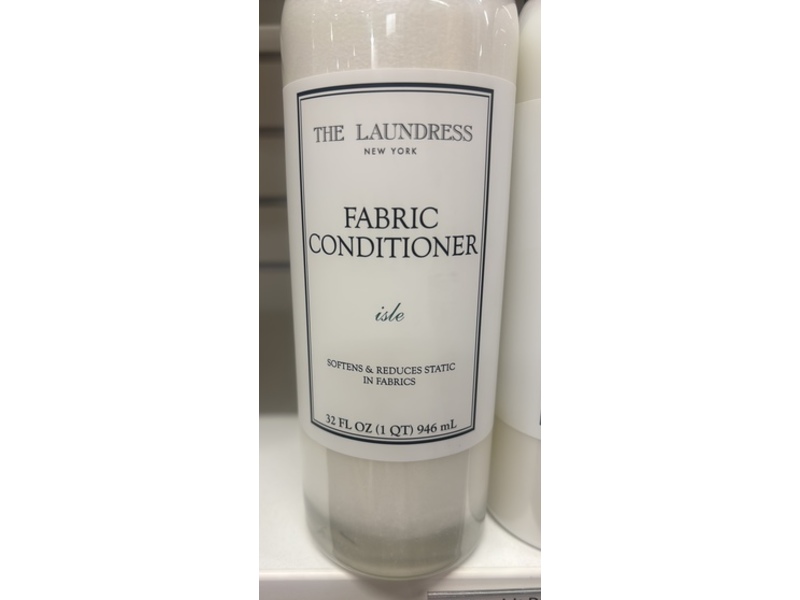 THE LAUNDRESS
NEW YORK
FABRIC
CONDITIONER
isle
SOFTENS & REDUCES STATIC
IN FABRICS
32 FL OZ (1 QT) 946 mL